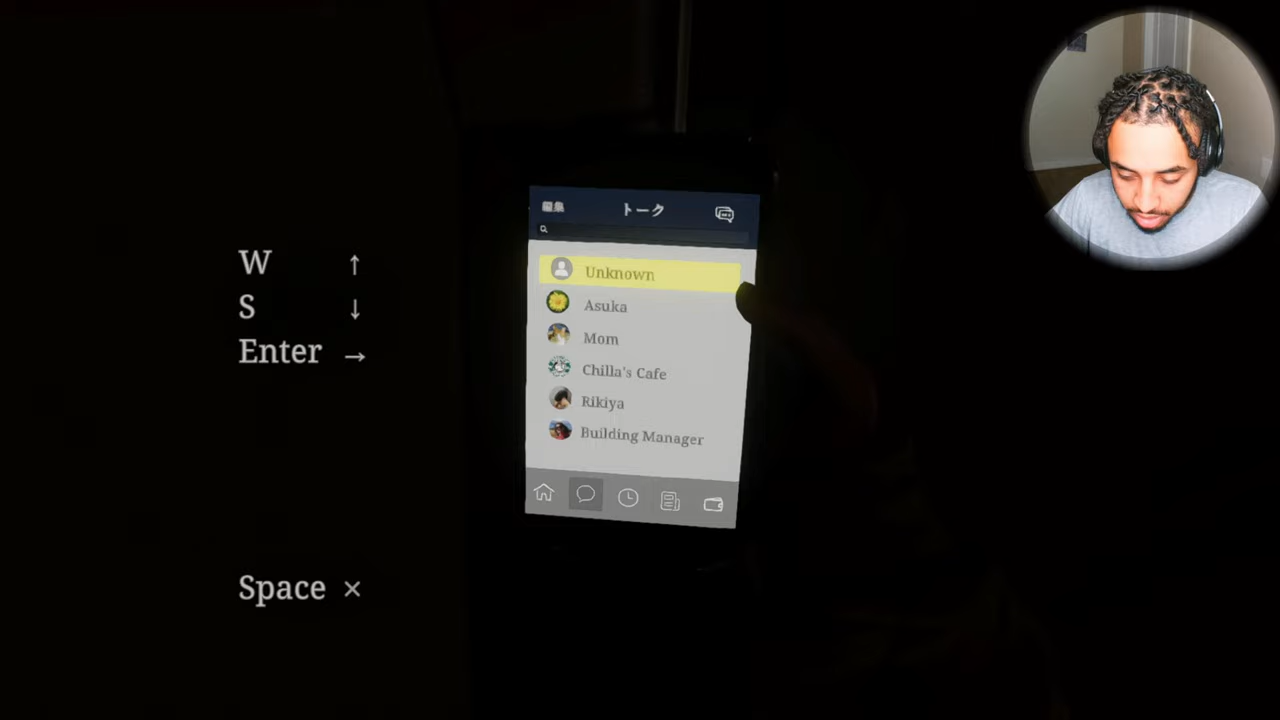 編集 トーク
Unknown
Asuka
Mom
Chilla's Cafe
Rikiya
Building Manager
W ↑
S ↓
Enter →
Space ×